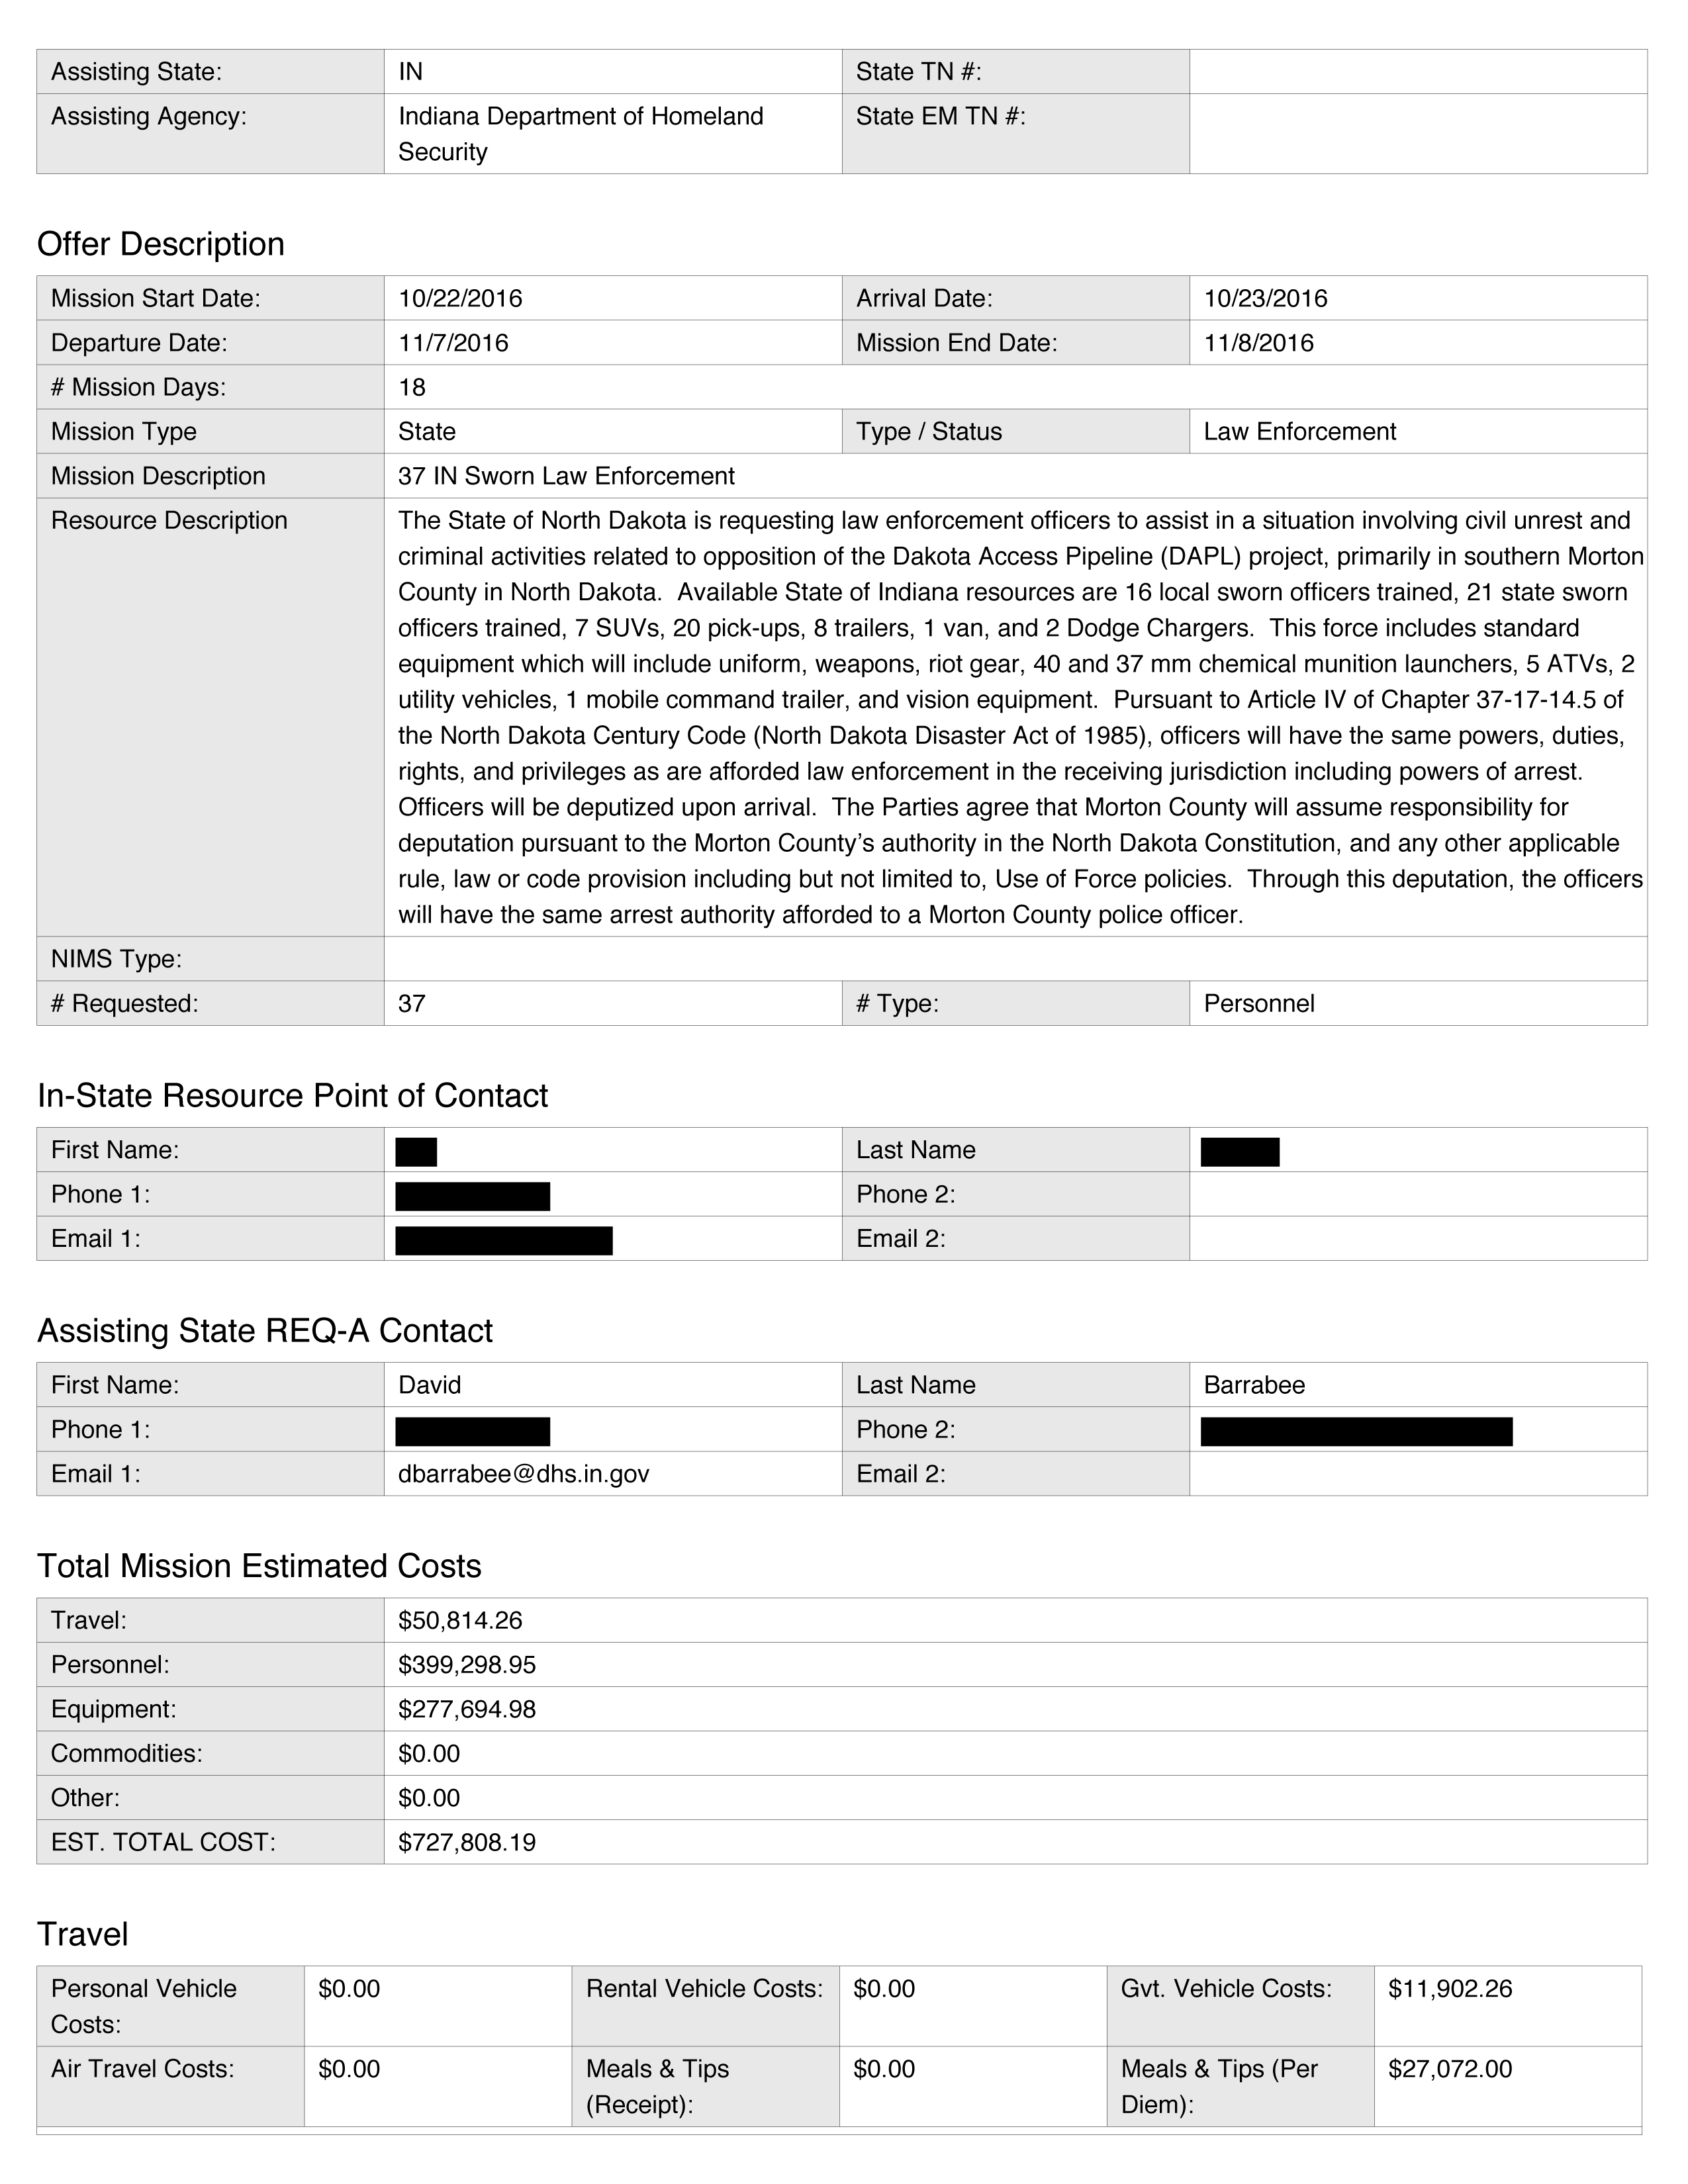 Assisting State: IN State TN #:
Assisting Agency: Indiana Department of Homeland State EM TN #:
Security
Offer Description
Mission Start Date: 10/22/2016 Arrival Date: 10/23/2016
Departure Date: 11/7/2016 Mission End Date: 11/8/2016
# Mission Days: 18
Mission Type State Type / Status Law Enforcement
Mission Description 37 IN Sworn Law Enforcement
Resource Description The State of North Dakota is requesting law enforcement officers to assist in a situation involving civil unrest and
criminal activities related to opposition of the Dakota Access Pipeline (DAPL) project, primarily in southern Morton
County in North Dakota.  Available State of Indiana resources are 16 local sworn officers trained, 21 state sworn
officers trained, 7 SUVs, 20 pick-ups, 8 trailers, 1 van, and 2 Dodge Chargers.  This force includes standard
equipment which will include uniform, weapons, riot gear, 40 and 37 mm chemical munition launchers, 5 ATVs, 2
utility vehicles, 1 mobile command trailer, and vision equipment.  Pursuant to Article IV of Chapter 37-17-14.5 of
the North Dakota Century Code (North Dakota Disaster Act of 1985), officers will have the same powers, duties,
rights, and privileges as are afforded law enforcement in the receiving jurisdiction including powers of arrest.
Officers will be deputized upon arrival.  The Parties agree that Morton County will assume responsibility for
deputation pursuant to the Morton County’s authority in the North Dakota Constitution, and any other applicable
rule, law or code provision including but not limited to, Use of Force policies.  Through this deputation, the officers
will have the same arrest authority afforded to a Morton County police officer.
NIMS Type:
# Requested: 37 # Type: Personnel
In-State Resource Point of Contact
First Name: Last Name
Phone 1: Phone 2:
Email 1: Email 2:
Assisting State REQ-A Contact
First Name: David Last Name Barrabee
Phone 1: Phone 2:
Email 1: dbarrabee@dhs.in.gov Email 2:
Total Mission Estimated Costs
Travel: $50,814.26
Personnel: $399,298.95
Equipment: $277,694.98
Commodities: $0.00
Other: $0.00
EST. TOTAL COST: $727,808.19
Travel
Personal Vehicle $0.00 Rental Vehicle Costs: $0.00 Gvt. Vehicle Costs: $11,902.26
Costs:
Air Travel Costs: $0.00 Meals & Tips $0.00 Meals & Tips (Per $27,072.00
(Receipt): Diem):